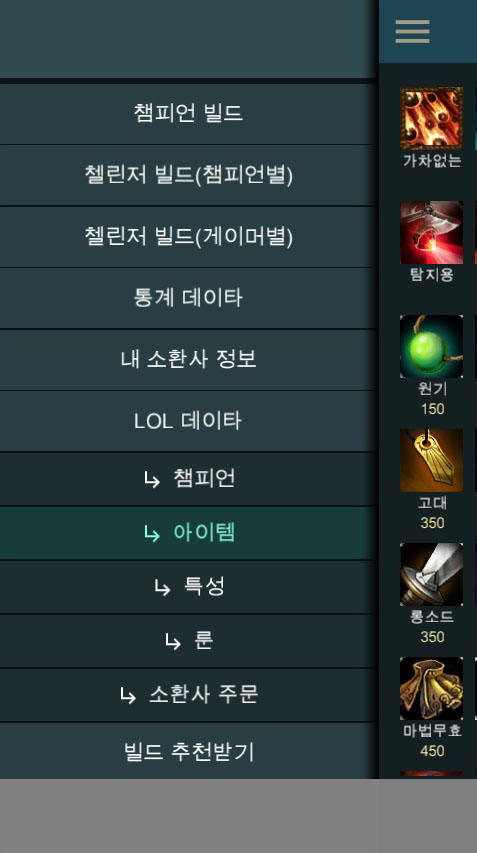 챔피언 빌드
첼린저 빌드(챔피언별)
첼린저 빌드(게이머별)
통계 데이타
내 소환사 정보
LOL 데이타
챔피언
아이템
특성
룬
소환사 주문
빌드 추천받기
가차없는
탐지용
원기
150
고대
350
롱소드
350
마법무효
450